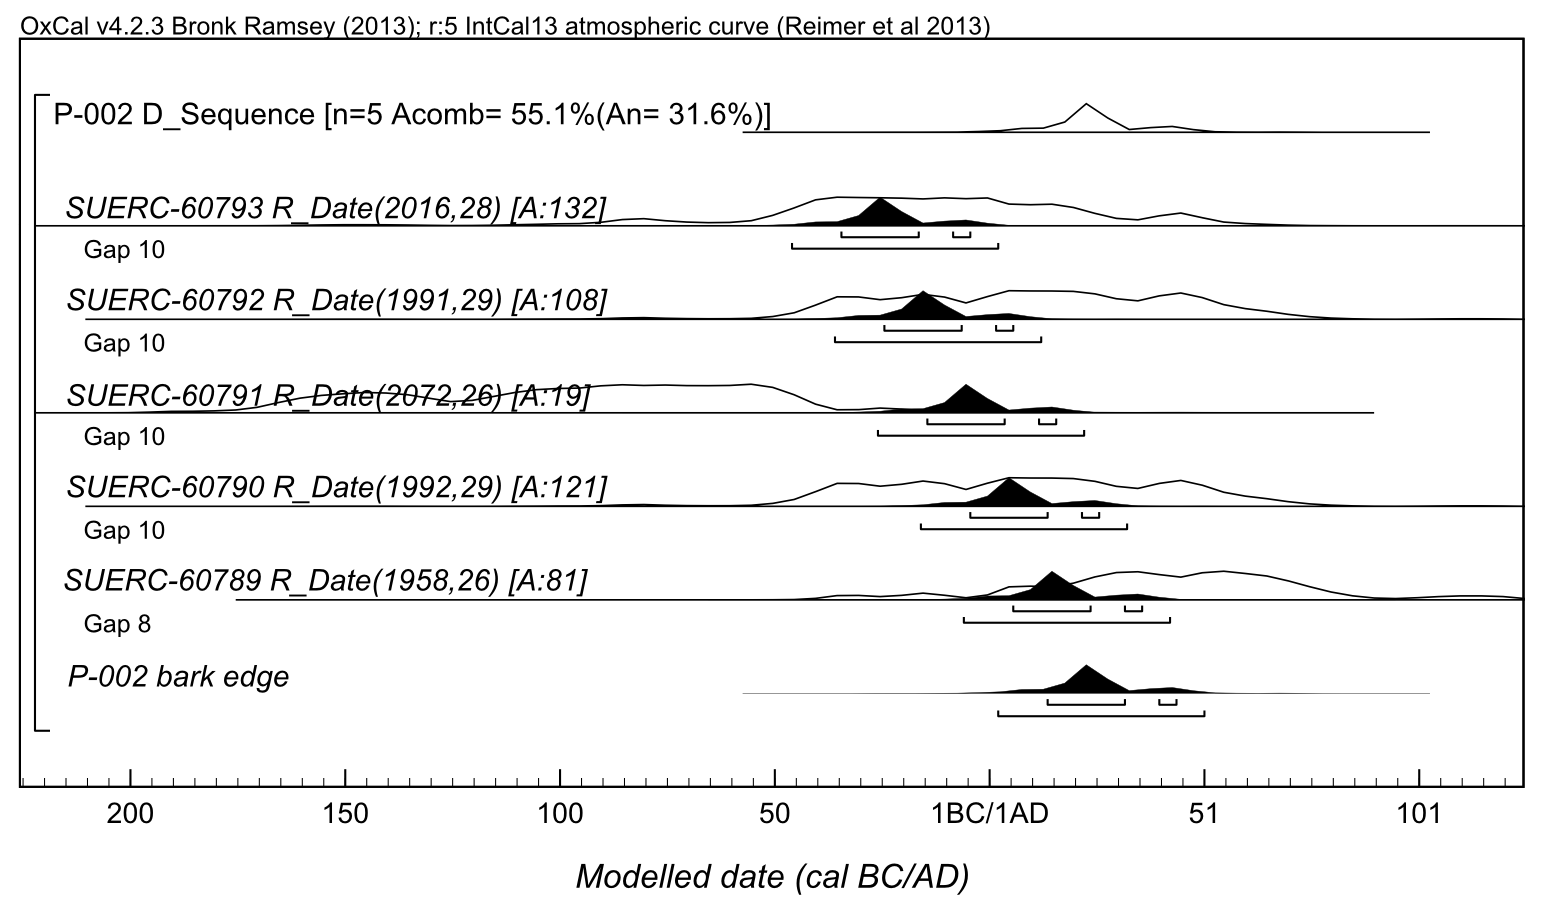 OxCal v4.2.3 Bronk Ramsey (2013); r:5 IntCal13 atmospheric curve (Reimer et al 2013)
P-002 D_Sequence [n=5 Acomb= 55.1%(An= 31.6%)]
SUERC-60793 R_Date(2016,28) [A:132]
Gap 10
SUERC-60792 R_Date(1991,29) [A:108]
Gap 10
SUERC-60791 R_Date(2072,26) [A:19]
Gap 10
SUERC-60790 R_Date(1992,29) [A:121]
Gap 10
SUERC-60789 R_Date(1958,26) [A:81]
Gap 8
P-002 bark edge
200 150 100 50 1BC/1AD 51 101
Modelled date (cal BC/AD)